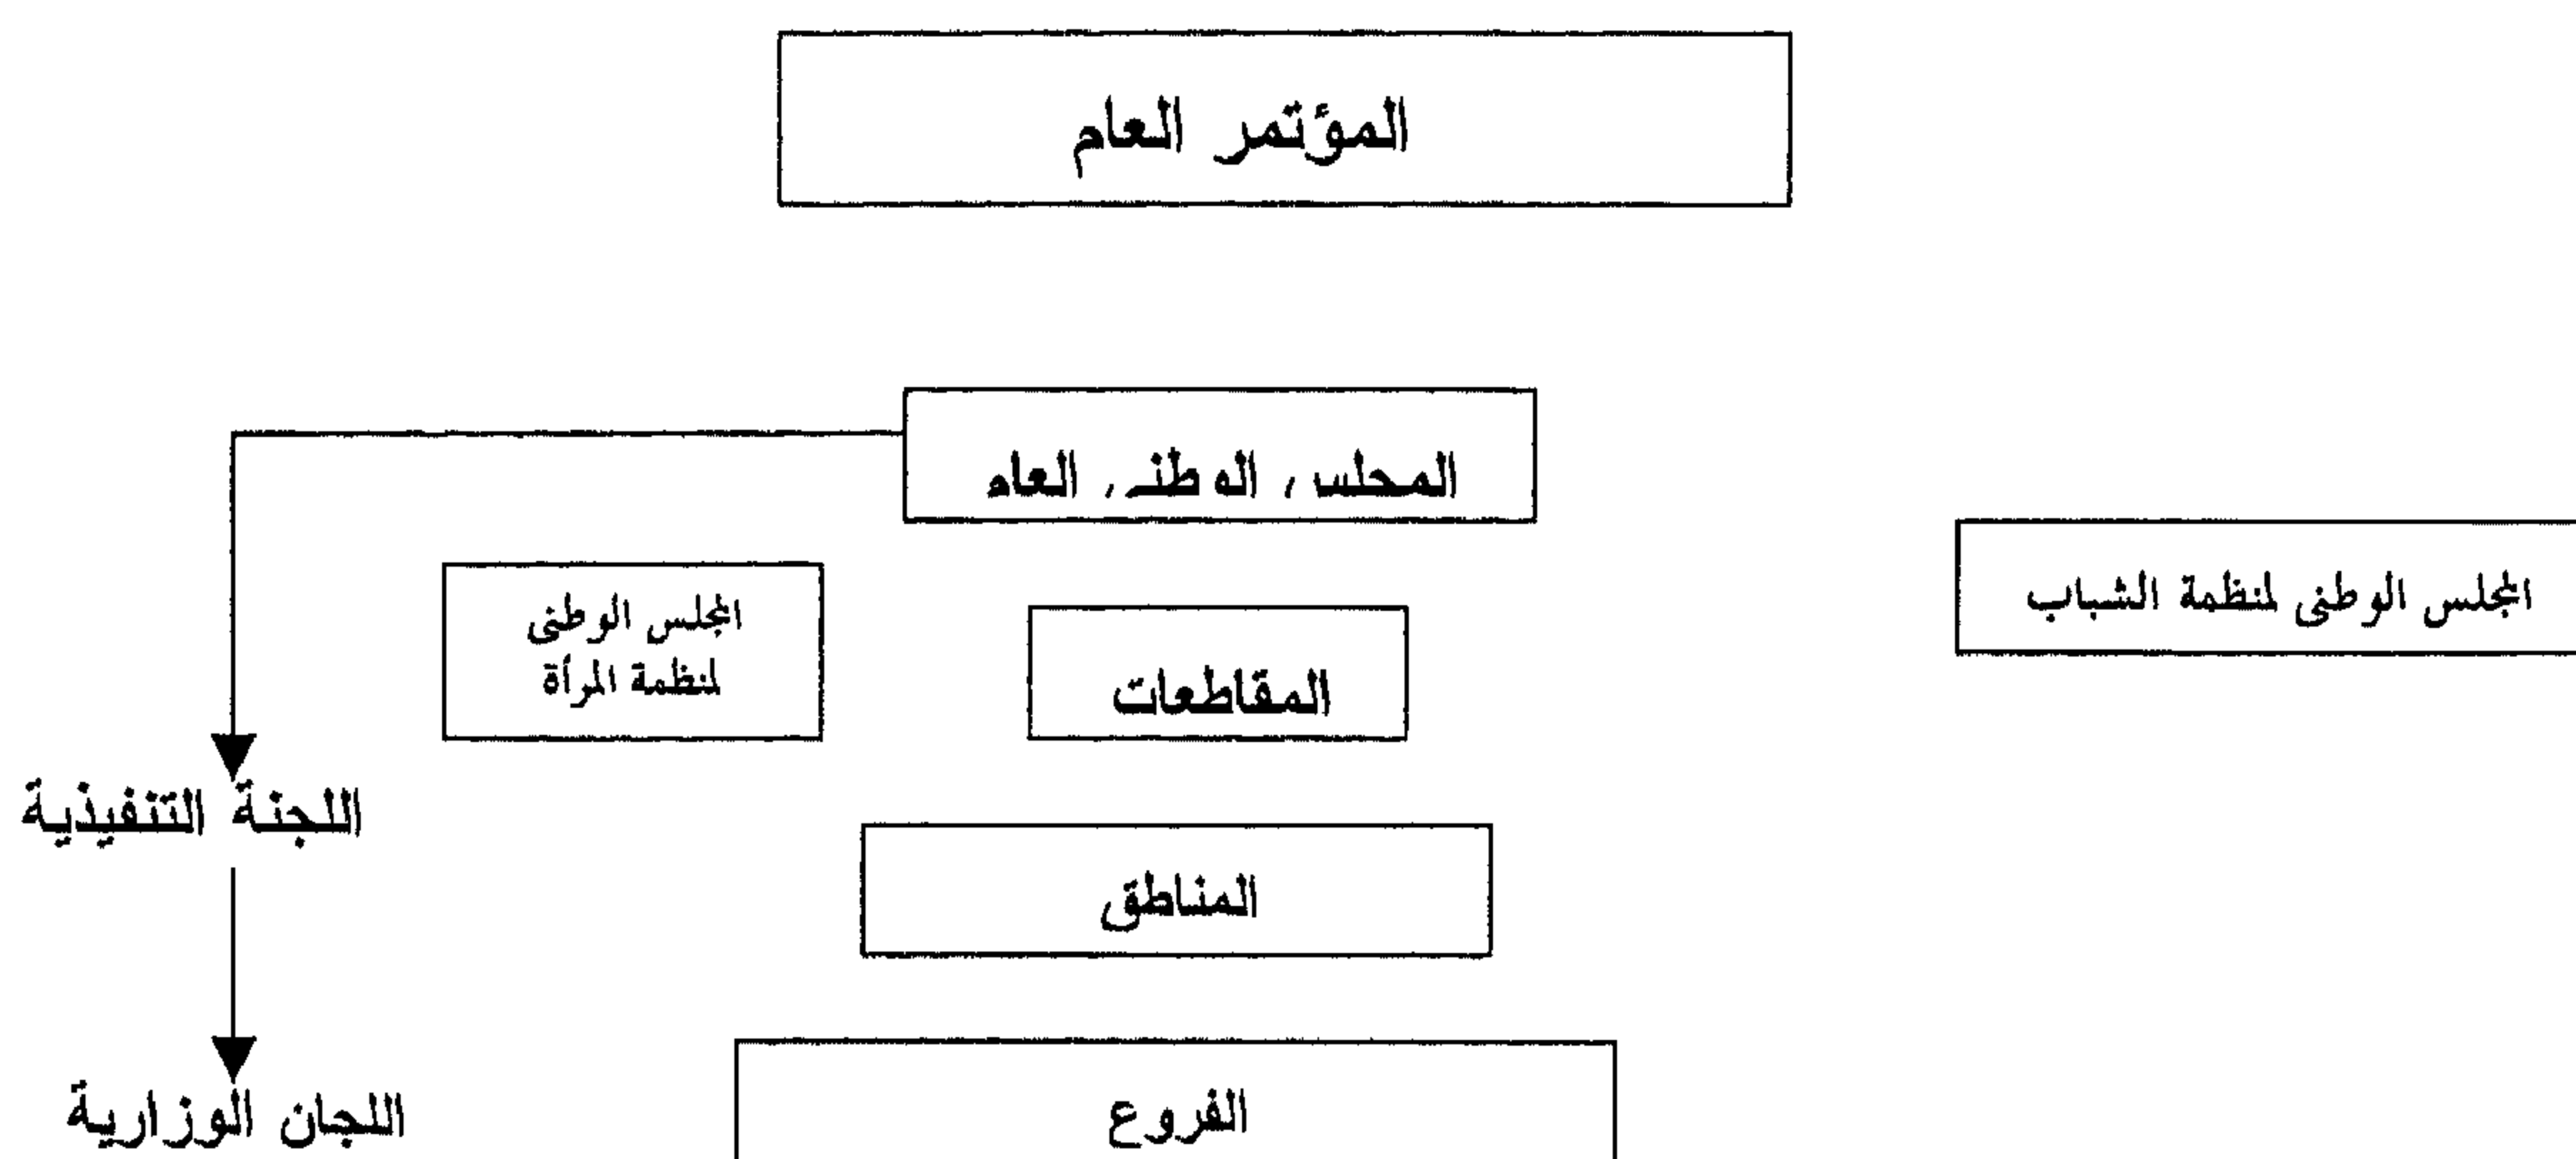 المؤتمر العام
المجلس الوطني العام
المجلس الوطنى لمنظمة الشباب
المجلس الوطنى
لمنظمة المرأة
المقاطعات
اللجنة التنفيذية
المناطق
الفروع
اللجان الوزارية